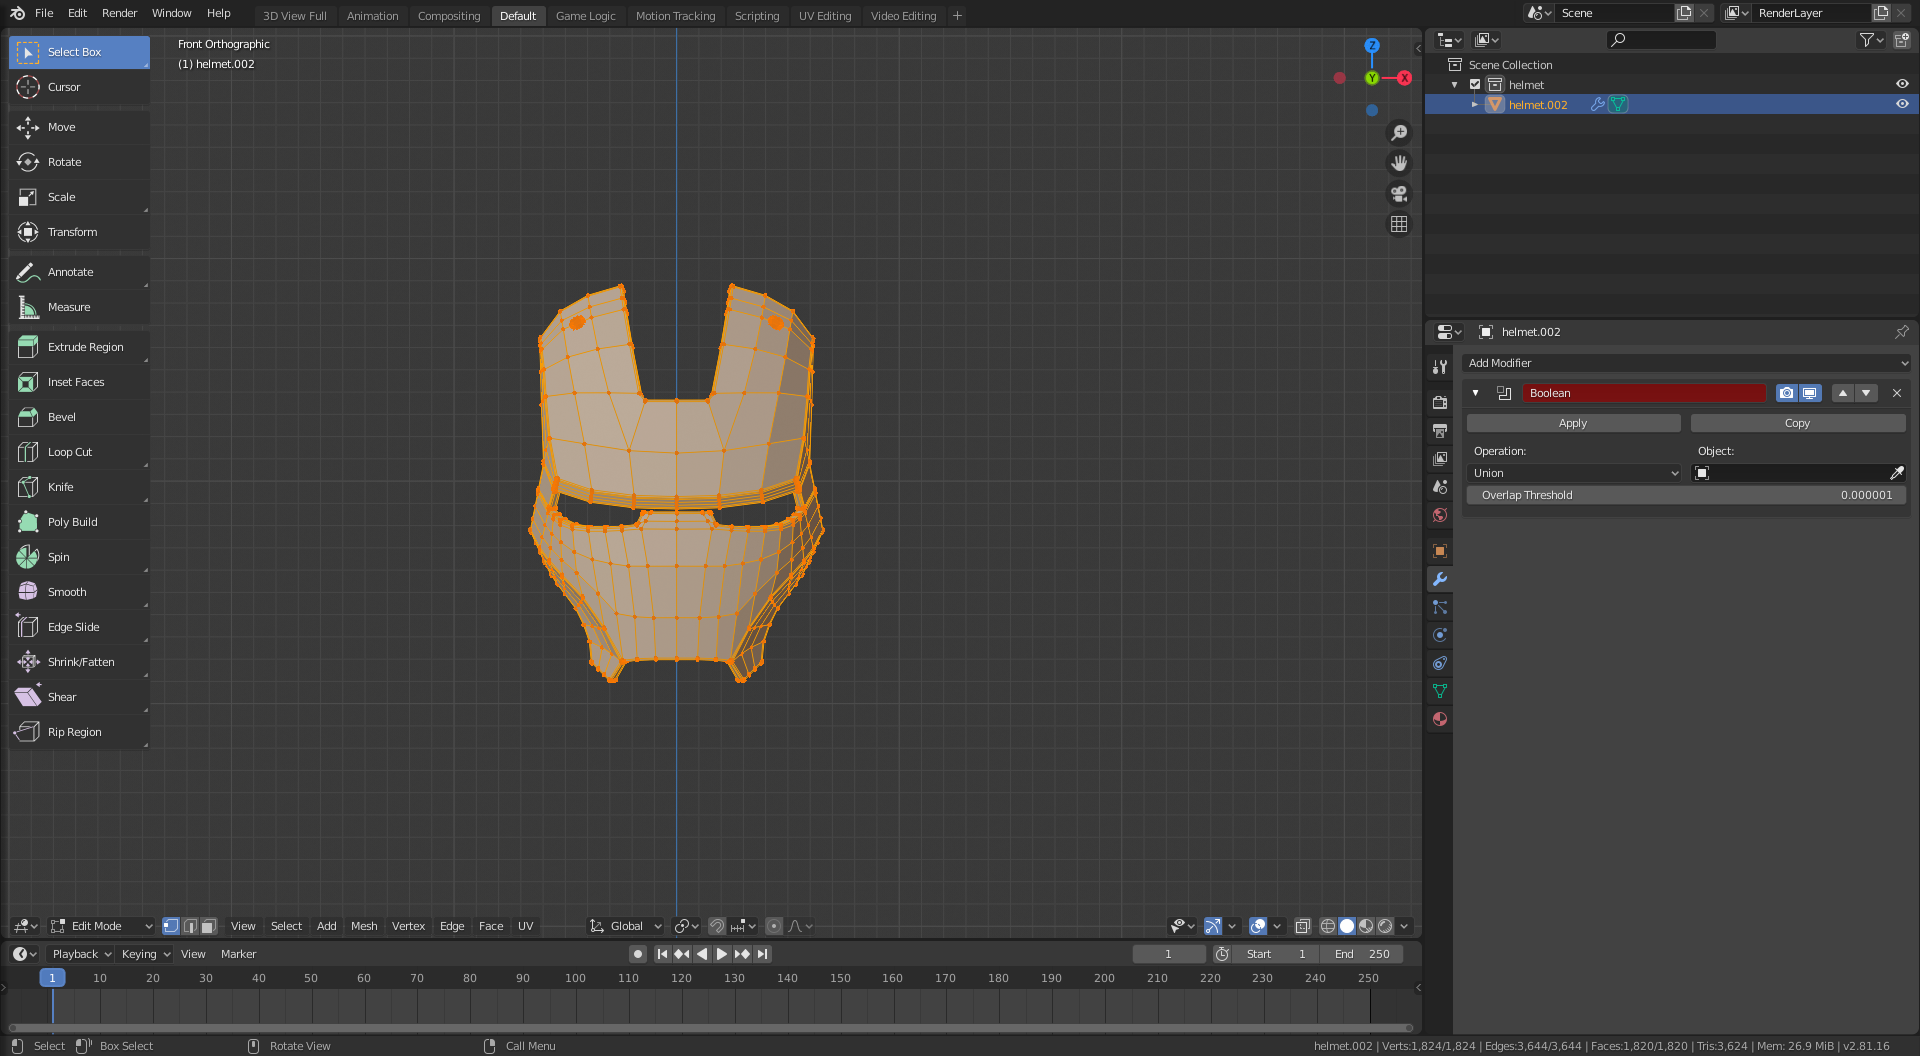 File Edit Render Window Help
3D View Full Animation Compositing Default Game Logic Motion Tracking Scripting UV Editing Video Editing +
Scene
RenderLayer
Select Box
Cursor
Move
Rotate
Scale
Transform
Annotate
Measure
Extrude Region
Inset Faces
Bevel
Loop Cut
Knife
Poly Build
Spin
Smooth
Edge Slide
Shrink/Fatten
Shear
Rip Region
Front Orthographic
(1) helmet.002
Z
Y
X
Scene Collection
helmet
helmet.002
helmet.002
Add Modifier
Boolean
Apply Copy
Operation: Object:
Union
Overlap Threshold 0.000001
Edit Mode View Select Add Mesh Vertex Edge Face UV Global
Playback Keying View Marker 1 Start 1 End 250
1 10 20 30 40 50 60 70 80 90 100 110 120 130 140 150 160 170 180 190 200 210 220 230 240 250
Select Box Select Rotate View Call Menu helmet.002 | Verts:1,824/1,824 | Edges:3,644/3,644 | Faces:1,820/1,820 | Tris:3,624 | Mem: 26.9 MiB | v2.81.16